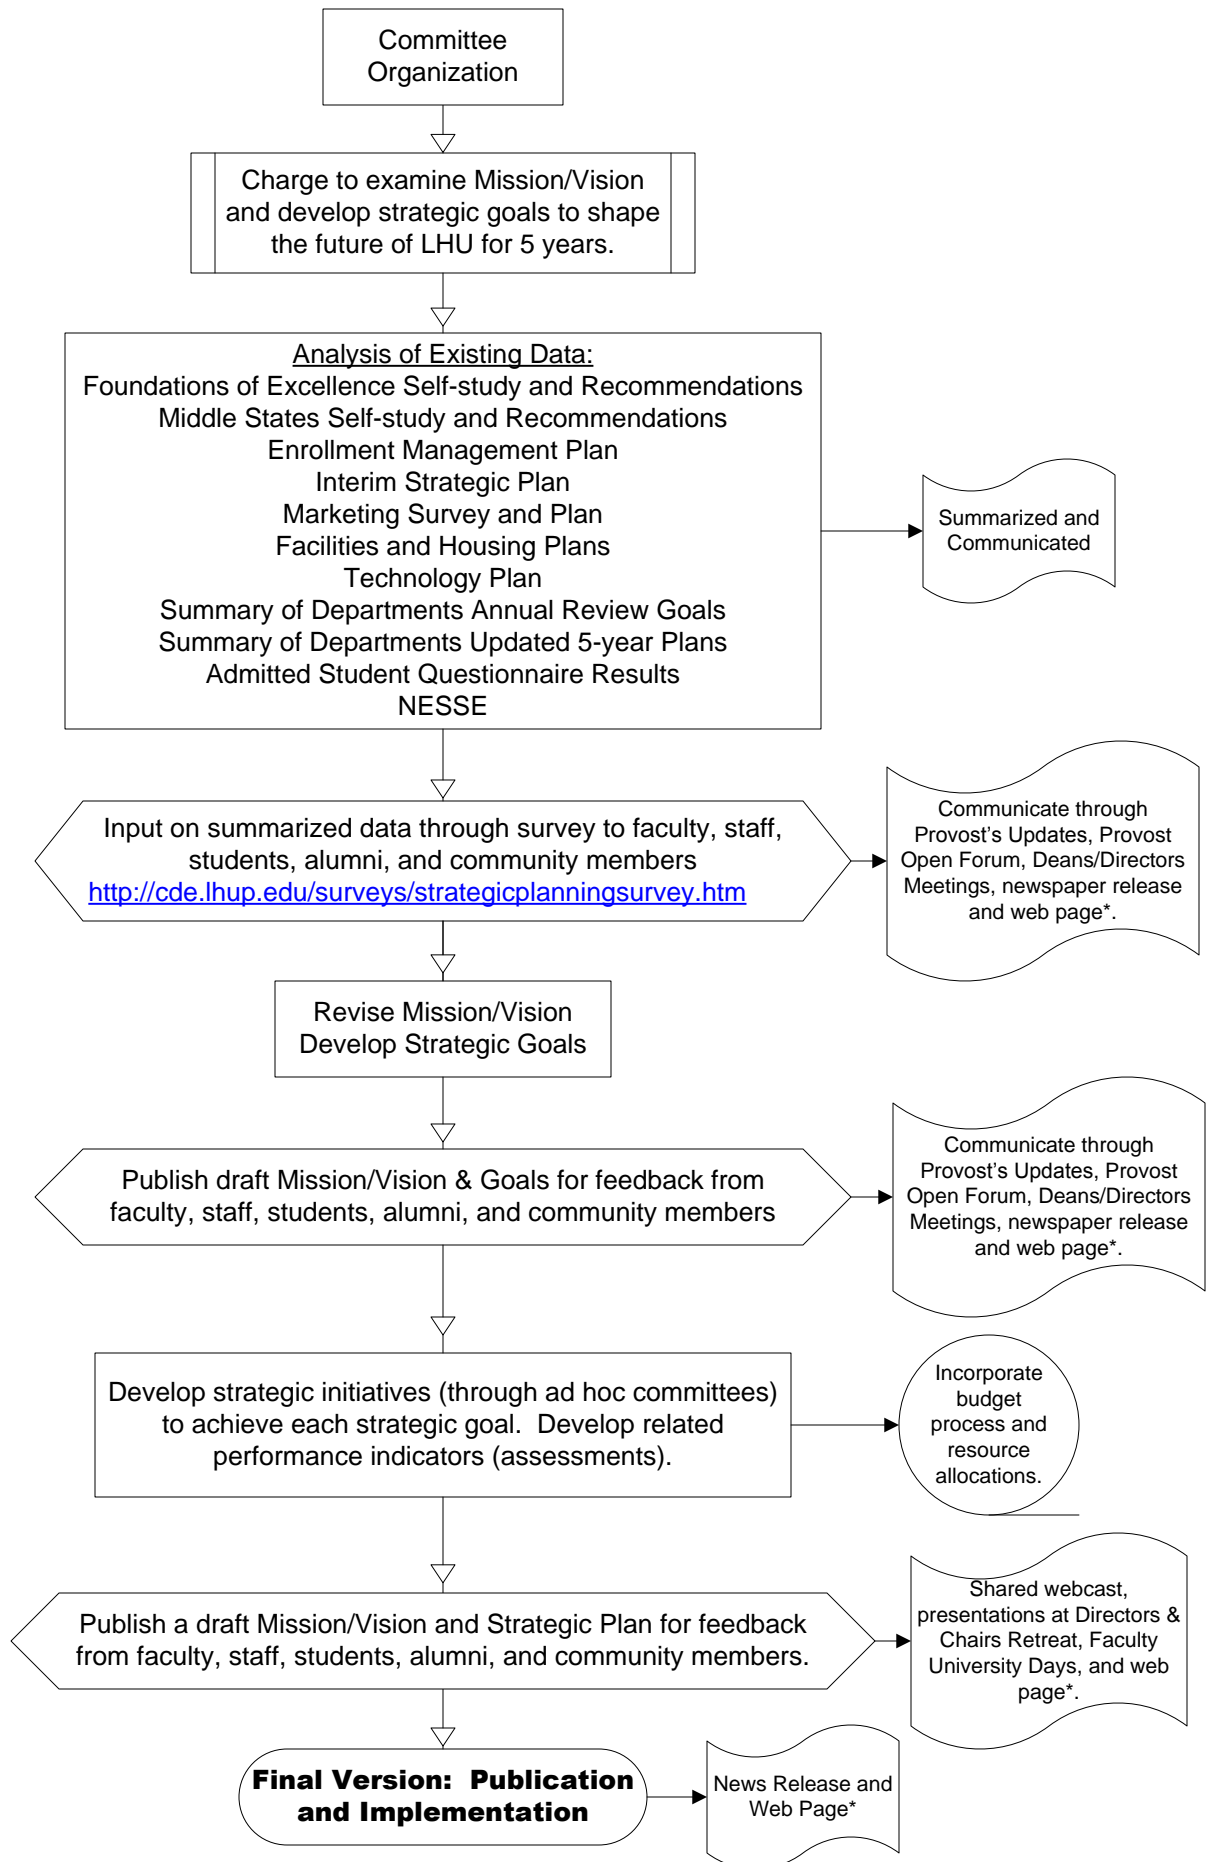 Committee
Organization
Charge to examine Mission/Vision
and develop strategic goals to shape
the future of LHU for 5 years.
Analysis of Existing Data:
Foundations of Excellence Self-study and Recommendations
Middle States Self-study and Recommendations
Enrollment Management Plan
Interim Strategic Plan
Marketing Survey and Plan
Facilities and Housing Plans
Technology Plan
Summary of Departments Annual Review Goals
Summary of Departments Updated 5-year Plans
Admitted Student Questionnaire Results
NESSE
Summarized and
Communicated
Input on summarized data through survey to faculty, staff,
students, alumni, and community members
http://cde.lhup.edu/surveys/strategicplanningsurvey.htm
Communicate through
Provost's Updates, Provost
Open Forum, Deans/Directors
Meetings, newspaper release
and web page*.
Revise Mission/Vision
Develop Strategic Goals
Publish draft Mission/Vision & Goals for feedback from
faculty, staff, students, alumni, and community members
Communicate through
Provost's Updates, Provost
Open Forum, Deans/Directors
Meetings, newspaper release
and web page*.
Develop strategic initiatives (through ad hoc committees)
to achieve each strategic goal.  Develop related
performance indicators (assessments).
Incorporate
budget
process and
resource
allocations.
Publish a draft Mission/Vision and Strategic Plan for feedback
from faculty, staff, students, alumni, and community members.
Shared webcast,
presentations at Directors &
Chairs Retreat, Faculty
University Days, and web
page*.
Final Version:  Publication
and Implementation
News Release and
Web Page*